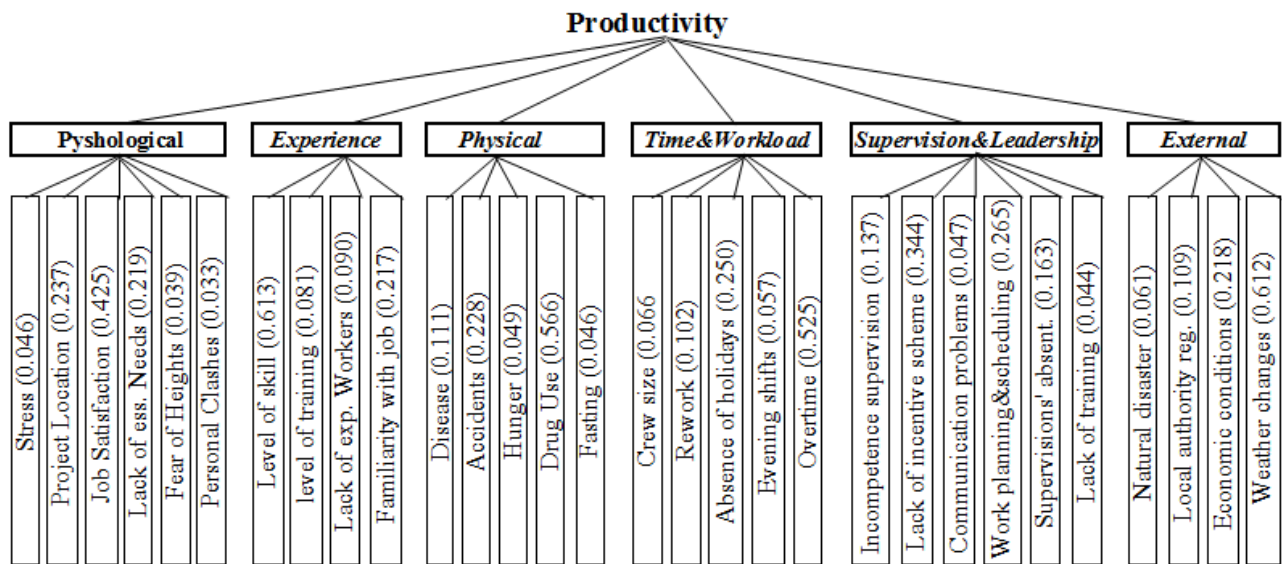 Productivity
Pyshological
Experience
Physical
Time&Workload
Supervision&Leadership
External
Stress (0.046)
Project Location (0.237)
Job Satisfaction (0.425)
Lack of ess. Needs (0.219)
Fear of Heights (0.039)
Personal Clashes (0.033)
Level of skill (0.613)
level of training (0.081)
Lack of exp. Workers (0.090)
Familiarity with job (0.217)
Disease (0.111)
Accidents (0.228)
Hunger (0.049)
Drug Use (0.566)
Fasting (0.046)
Crew size (0.066
Rework (0.102)
Absence of holidays (0.250)
Evening shifts (0.057)
Overtime (0.525)
Incompetence supervision (0.137)
Lack of incentive scheme (0.344)
Communication problems (0.047)
Work planning&scheduling (0.265)
Supervisions' absent. (0.163)
Lack of training (0.044)
Natural disaster (0.061)
Local authority reg. (0.109)
Economic conditions (0.218)
Weather changes (0.612)